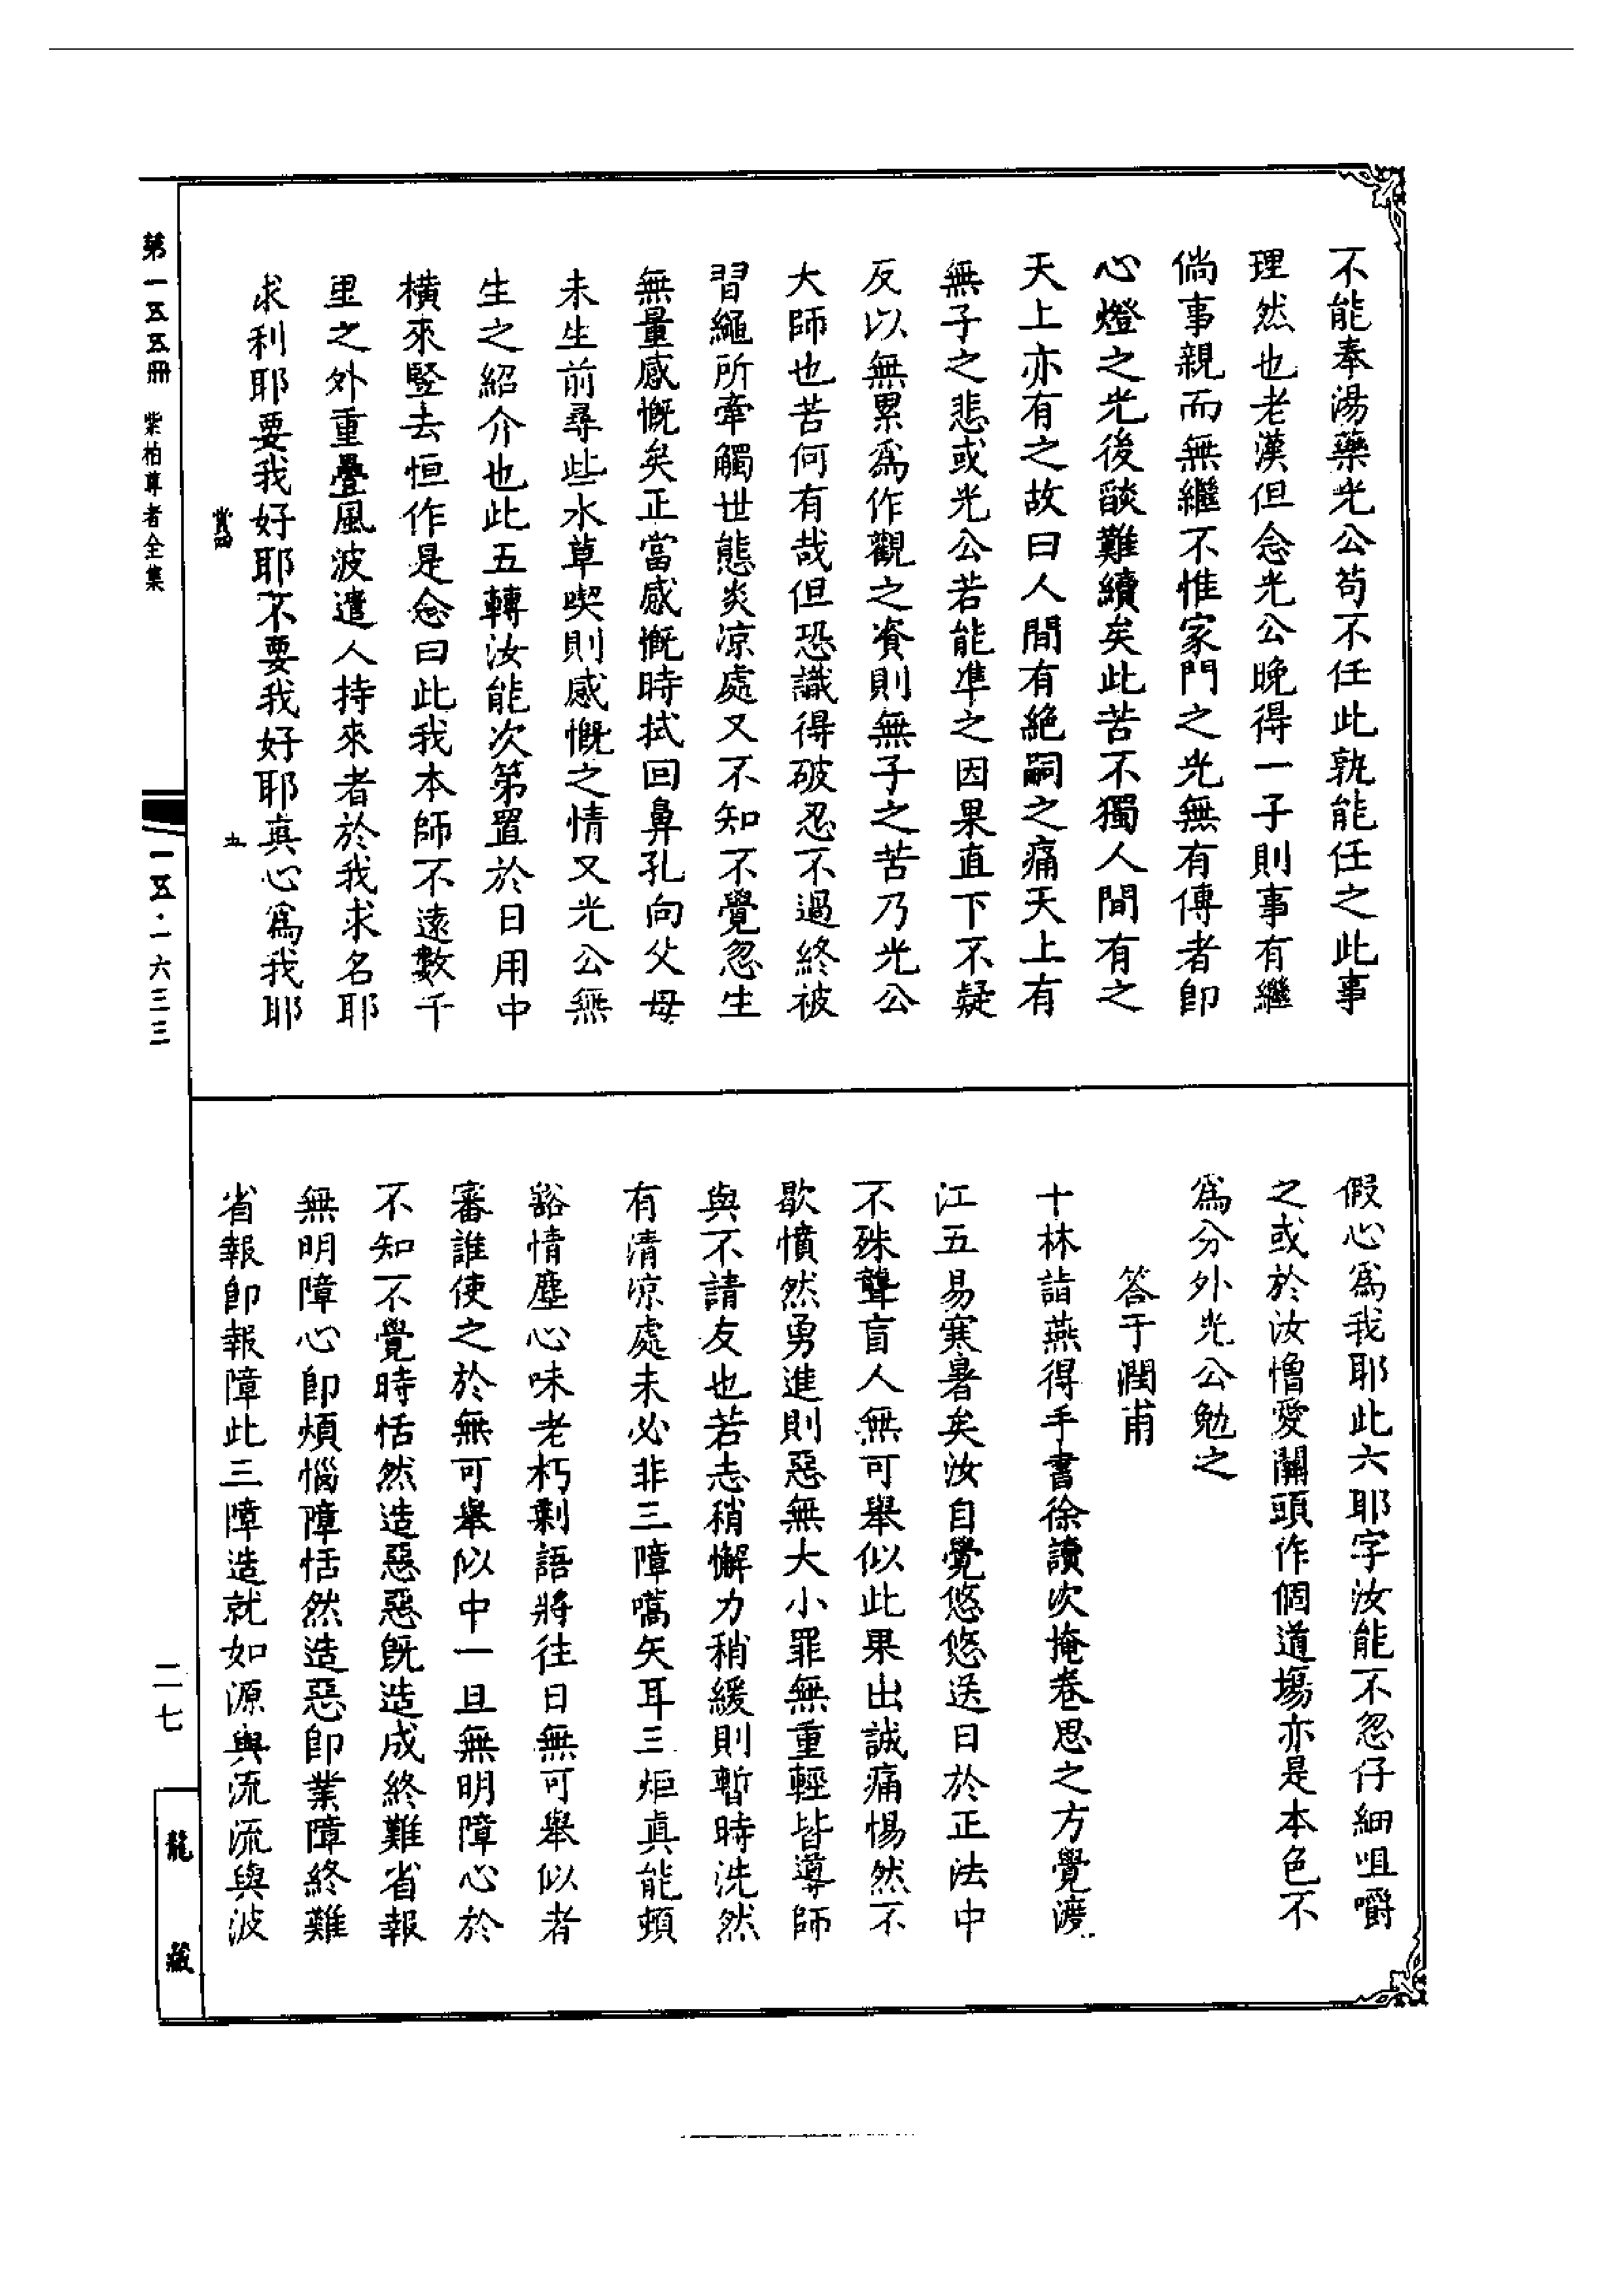 不能奉湯藥光公苟不任此孰能任之此事
理然也老漢但念光公晚得一子則事有繼
倘事親而無繼不惟家門之光無有傳者卽
心燈之光後燄難續矣此苦不獨人間有之
天上亦有之故曰人間有絕嗣之痛天上有
無子之悲或光公若能準之因果直下不疑
反以無累爲作觀之資則無子之苦乃光公
大師也苦何有哉但恐識得破忍不過終被
習繩所牽觸世態炎凉處又不知不覺忽生
無量感慨矣正當感慨時拭回鼻孔向父母
未生前尋些水草喫則感慨之情又光公無
生之紹介也此五轉汝能次第置於日用中
橫來竪去恒作是念曰此我本師不遠數千
里之外重疊風波遣人持來者於我求名耶
求利耶要我好耶不要我好耶眞心爲我耶
假心爲我耶此六耶字汝能不忽仔細咀嚼
之或於汝憎愛關頭作個道場亦是本色不
爲分外光公勉之
答于潤甫
十林詣燕得手書徐讀次掩卷思之方覺渡
江五易寒暑矣汝自覺悠悠送日於正法中
不殊聾盲人無可舉似此果出誠痛惕然不
歇憤然勇進則惡無大小罪無重輕皆導師
與不請友也若志稍懈力稍緩則暫時洗然
有清凉處未必非三障嚆矢耳三炬眞能頓
豁情塵心味老朽剩語將往日無可舉似者
審誰使之於無可舉似中一旦無明障心於
不知不覺時恬然造惡惡旣造成終難省報
無明障心卽煩惱障恬然造惡卽業障終難
省報卽報障此三障造就如源與流流與波
第一五五冊 紫柏尊者全集
九
一五五·一六三三
二七
龍藏